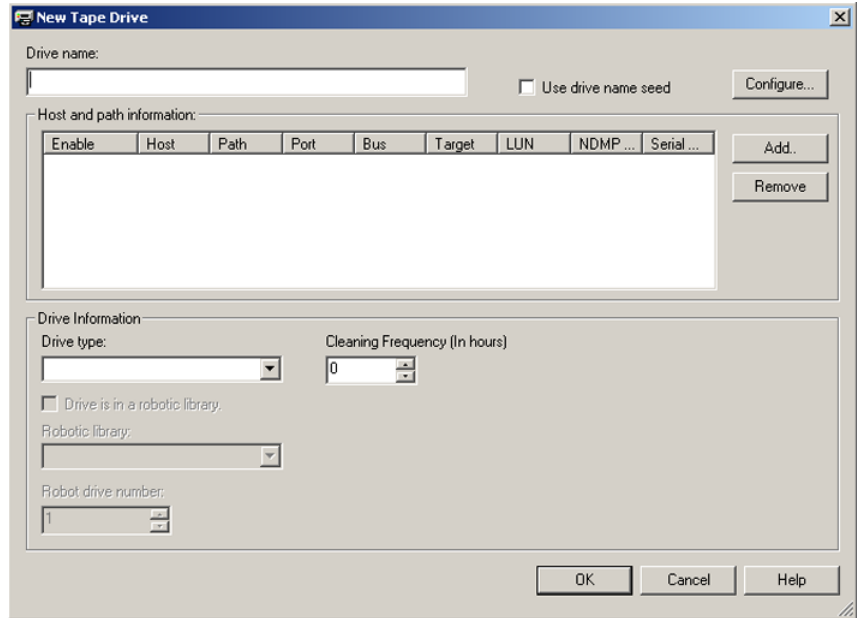 New Tape Drive
Drive name:
Use drive name seed
Configure...
Host and path information:
Enable Host Path Port Bus Target LUN NDMP ... Serial ...
Add..
Remove
Drive Information
Drive type:
Cleaning Frequency (In hours)
0
Drive is in a robotic library.
Robotic library:
Robot drive number:
1
OK Cancel Help